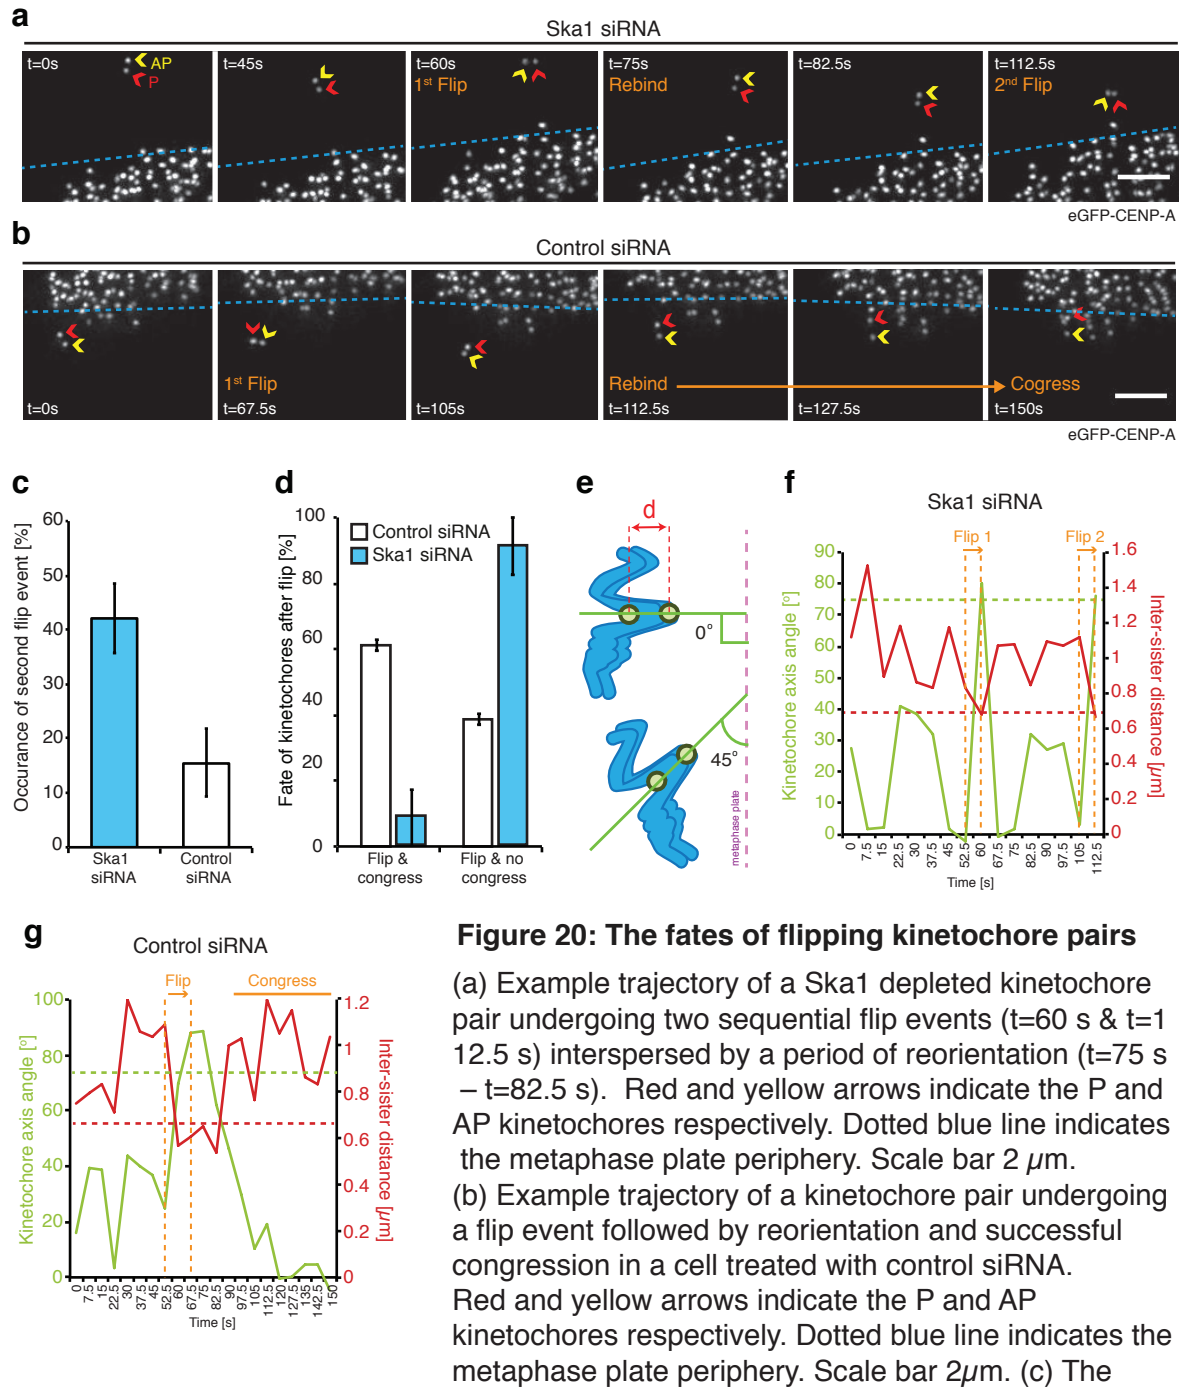 a
Ska1 siRNA
t=0s
AP
P
t=45s
t=60s
1st Flip
t=75s
Rebind
t=82.5s
t=112.5s
2nd Flip
eGFP-CENP-A
b
Control siRNA
t=0s
1st Flip
t=67.5s
t=105s
Rebind
t=112.5s
t=127.5s
Cogress
t=150s
eGFP-CENP-A
c
Occurance of second flip event [%]
60
50
40
30
20
10
0
Ska1 siRNA
Control siRNA
d
Fate of kinetochores after flip [%]
100
80
60
40
20
0
Control siRNA
Ska1 siRNA
Flip & congress
Flip & no congress
e
d
0°
45°
metaphase plate
f
Ska1 siRNA
Flip 1
Flip 2
Kinetochore axis angle [º]
90
80
70
60
50
40
30
20
10
0
1.6
1.4
1.2
1
0.8
0.6
0.4
0.2
0
Inter-sister distance [µm]
0 7.5 15 22.5 30 37.5 45 52.5 60 67.5 75 82.5 90 97.5 105 112.5
Time [s]
g
Control siRNA
Flip
Congress
Kinetochore axis angle [º]
100
80
60
40
20
0
1.2
1
0.8
0.6
0.4
0.2
0
Inter-sister distance [µm]
0 7.5 15 22.5 30 37.5 45 52.5 60 67.5 75 82.5 90 97.5 105 112.5 120 127.5 135 142.5 150
Time [s]
Figure 20: The fates of flipping kinetochore pairs
(a) Example trajectory of a Ska1 depleted kinetochore
pair undergoing two sequential flip events (t=60 s & t=1
12.5 s) interspersed by a period of reorientation (t=75 s
– t=82.5 s). Red and yellow arrows indicate the P and
AP kinetochores respectively. Dotted blue line indicates
the metaphase plate periphery. Scale bar 2 µm.
(b) Example trajectory of a kinetochore pair undergoing
a flip event followed by reorientation and successful
congression in a cell treated with control siRNA.
Red and yellow arrows indicate the P and AP
kinetochores respectively. Dotted blue line indicates the
metaphase plate periphery. Scale bar 2µm. (c) The